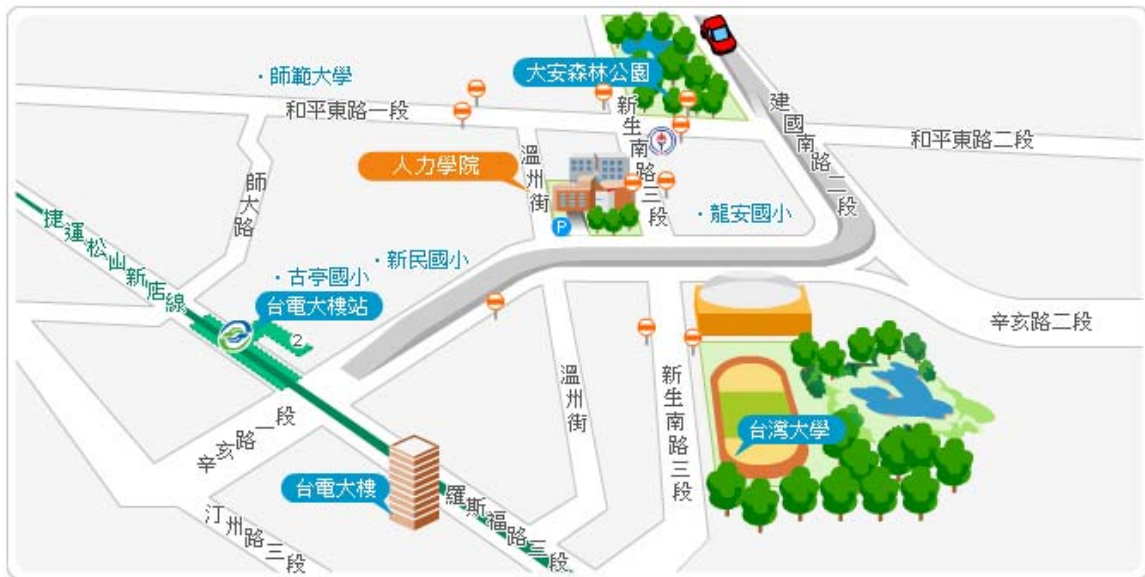 師範大學
大安森林公園
和平東路一段
新生南路三段
建國南路二段
和平東路二段
人力學院
師大路
溫州街
P
龍安國小
捷運松山新店線
新民國小
古亭國小
台電大樓站
2
辛亥路二段
溫州街
新生南路三段
辛亥路一段
台灣大學
台電大樓
羅斯福路三段
汀州路三段